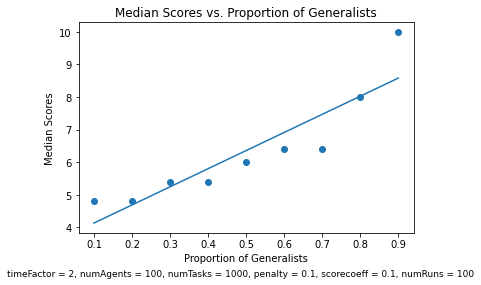 Median Scores vs. Proportion of Generalists
10
9
8
7
6
5
4
Median Scores
0.1 0.2 0.3 0.4 0.5 0.6 0.7 0.8 0.9
Proportion of Generalists
timeFactor = 2, numAgents = 100, numTasks = 1000, penalty = 0.1, scorecoeff = 0.1, numRuns = 100